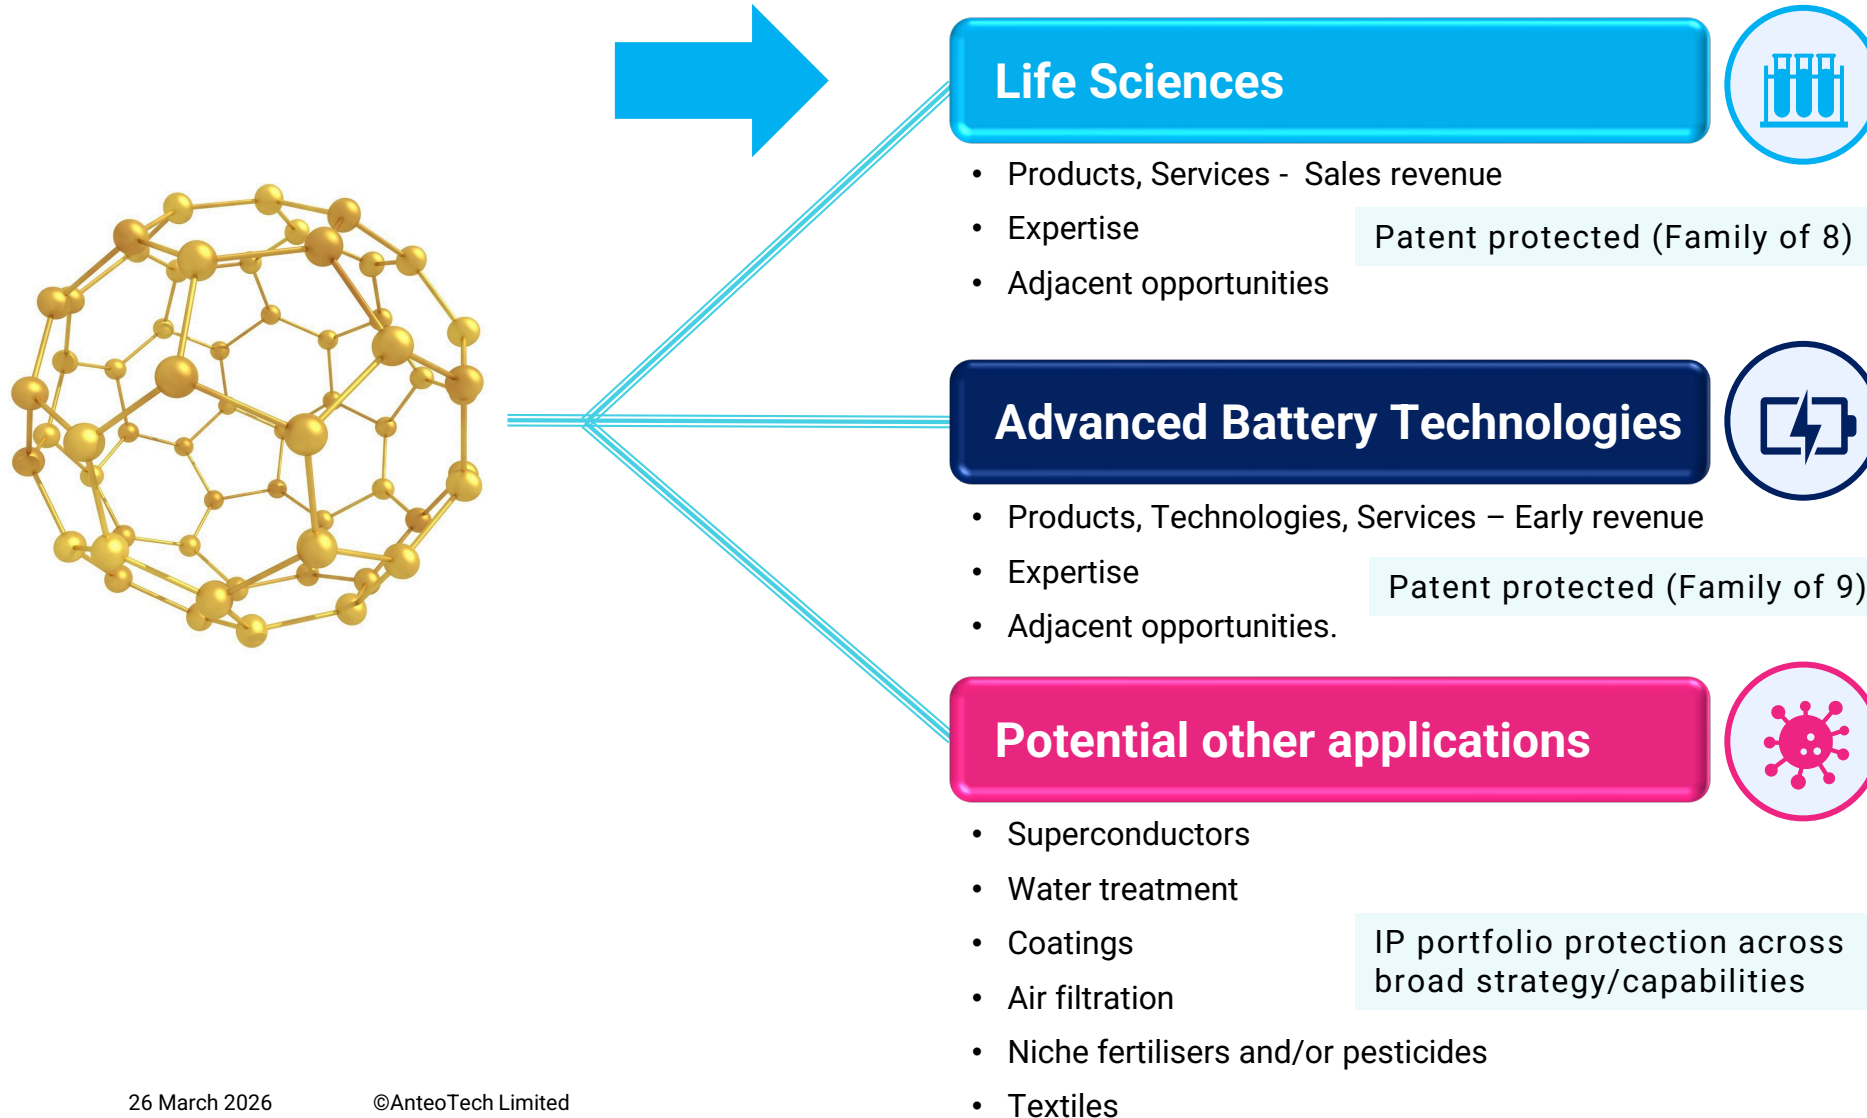 Life Sciences
• Products, Services - Sales revenue
• Expertise
• Adjacent opportunities
Patent protected (Family of 8)
Advanced Battery Technologies
• Products, Technologies, Services – Early revenue
• Expertise
• Adjacent opportunities.
Patent protected (Family of 9)
Potential other applications
• Superconductors
• Water treatment
• Coatings
• Air filtration
• Niche fertilisers and/or pesticides
• Textiles
IP portfolio protection across
broad strategy/capabilities
26 March 2026
©AnteoTech Limited